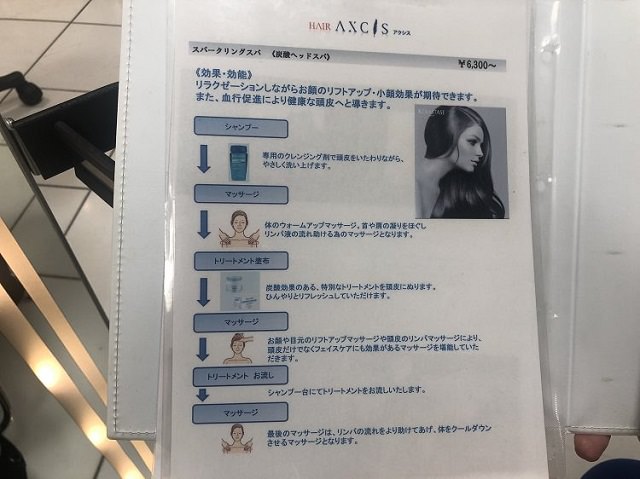 HAIR AXCIS アクシス
スパークリングスパ 《炭酸ヘッドスパ》 ￥6,300～
《効果・効能》
リラクゼーションしながらお顔のリフトアップ・小顔効果が期待できます。
また、血行促進により健康な頭皮へと導きます。
KÉRASTASE
シャンプー
専用のクレンジング剤で頭皮をいたわりながら、
やさしく洗い上げます。
マッサージ
体のウォームアップマッサージ。首や肩の凝りをほぐし
リンパ液の流れ助ける為のマッサージとなります。
トリートメント塗布
炭酸効果のある、特別なトリートメントを頭皮にぬります。
ひんやりとリフレッシュしていただけます。
マッサージ
お顔や目元のリフトアップマッサージや頭皮のリンパマッサージにより、
頭皮だけでなくフェイスケアにも効果があるマッサージを堪能していた
だきます。
トリートメント お流し
シャンプー台にてトリートメントをお流しいたします。
マッサージ
最後のマッサージは、リンパの流れをより助けてあげ、体をクールダウン
させるマッサージとなります。